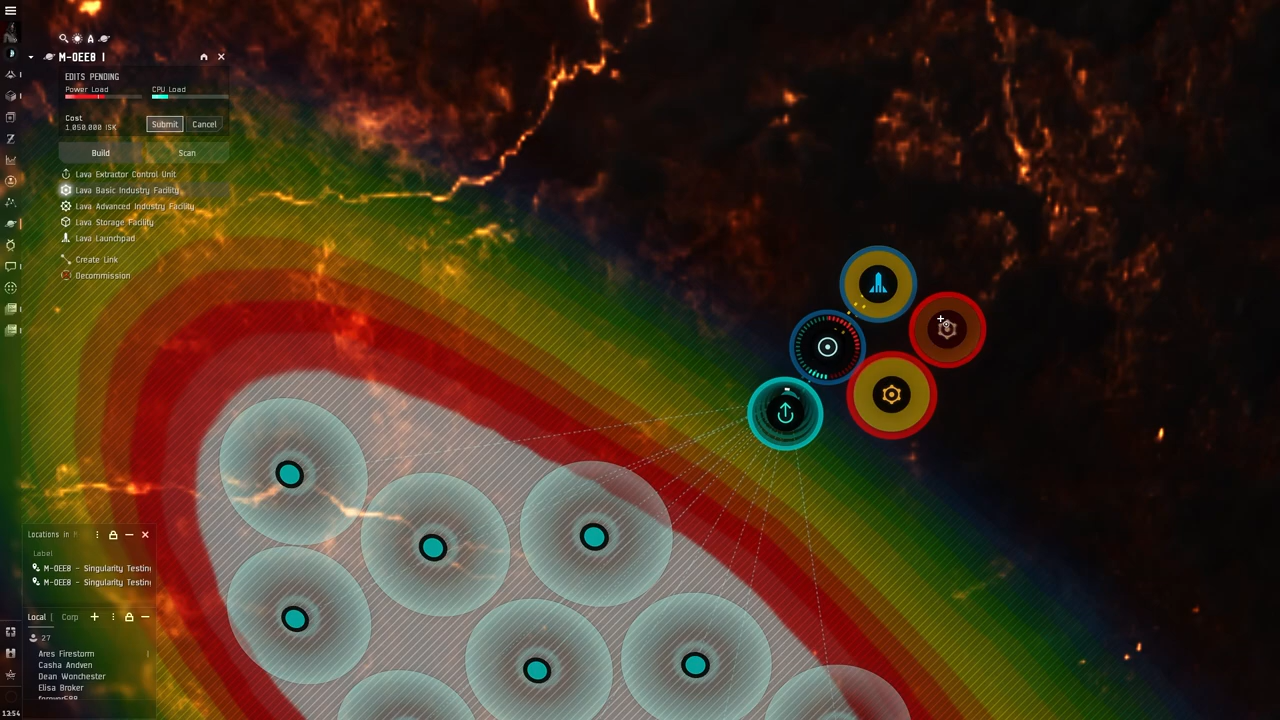 M-OEE8 I
EDITS PENDING
Power Load
CPU Load
Cost
1,050,000 ISK
Submit
Cancel
Build
Scan
Lava Extractor Control Unit
Lava Basic Industry Facility
Lava Advanced Industry Facility
Lava Storage Facility
Lava Launchpad
Create Link
Decommission
Locations in
Label
M-OEE8 - Singularity Testin
M-OEE8 - Singularity Testin
Local
Corp
27
Ares Firestorm
Casha Andven
Dean Wonchester
Elisa Broker
13:54